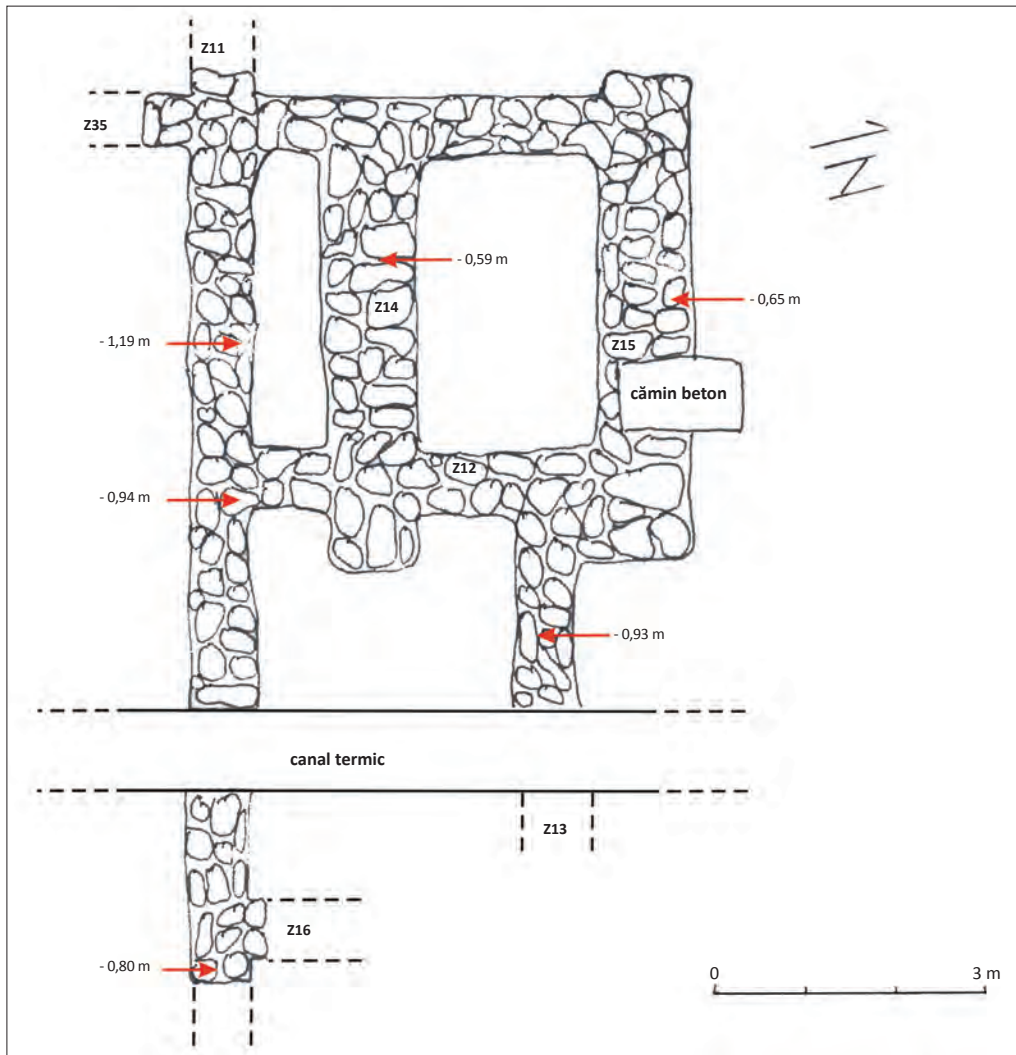 Z11
Z35
N
- 0,59 m
- 0,65 m
Z14
- 1,19 m
Z15
cămin beton
Z12
- 0,94 m
- 0,93 m
canal termic
Z13
Z16
- 0,80 m
0 3 m